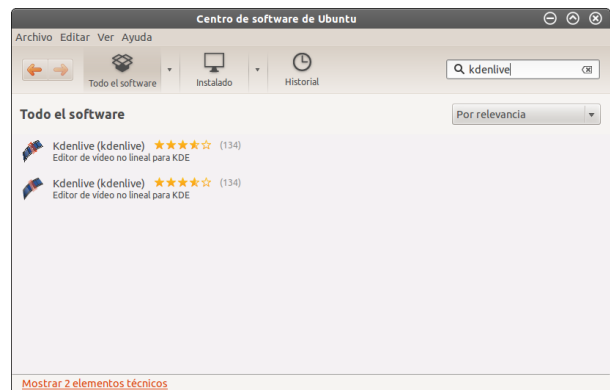 Centro de software de Ubuntu
Archivo Editar Ver Ayuda
Todo el software
Instalado
Historial
kdenlive
Todo el software
Por relevancia
Kdenlive (kdenlive) (134)
Editor de vídeo no lineal para KDE
Kdenlive (kdenlive) (134)
Editor de vídeo no lineal para KDE
Mostrar 2 elementos técnicos